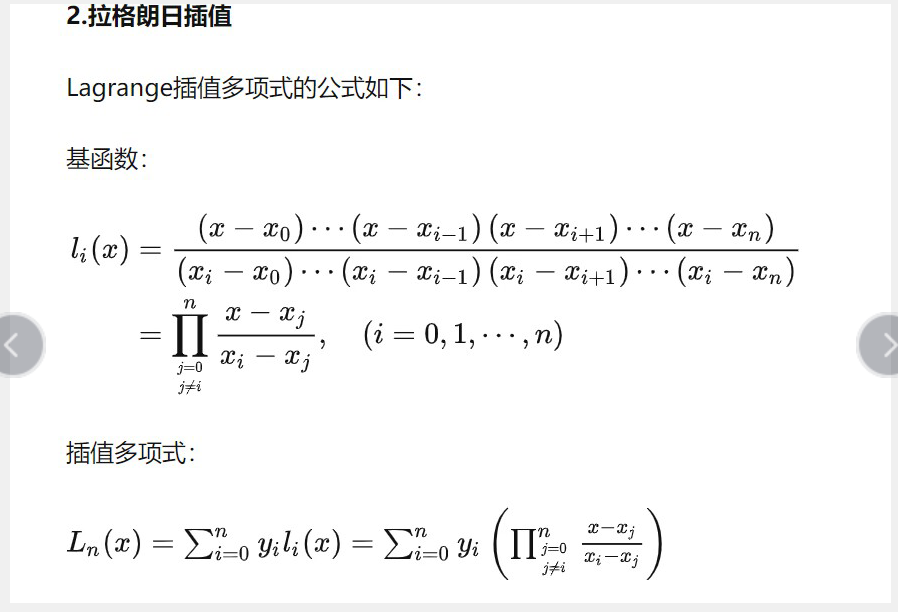 2.拉格朗日插值
Lagrange插值多项式的公式如下：
基函数：
l_i(x) = \frac{(x - x_0) \cdots (x - x_{i-1}) (x - x_{i+1}) \cdots (x - x_n)}{(x_i - x_0) \cdots (x_i - x_{i-1}) (x_i - x_{i+1}) \cdots (x_i - x_n)}
= \prod_{\substack{j=0 \\ j \neq i}}^{n} \frac{x - x_j}{x_i - x_j}, \quad (i = 0, 1, \cdots, n)
插值多项式：
L_n(x) = \sum_{i=0}^{n} y_i l_i(x) = \sum_{i=0}^{n} y_i \left( \prod_{\substack{j=0 \\ j \neq i}}^{n} \frac{x - x_j}{x_i - x_j} \right)